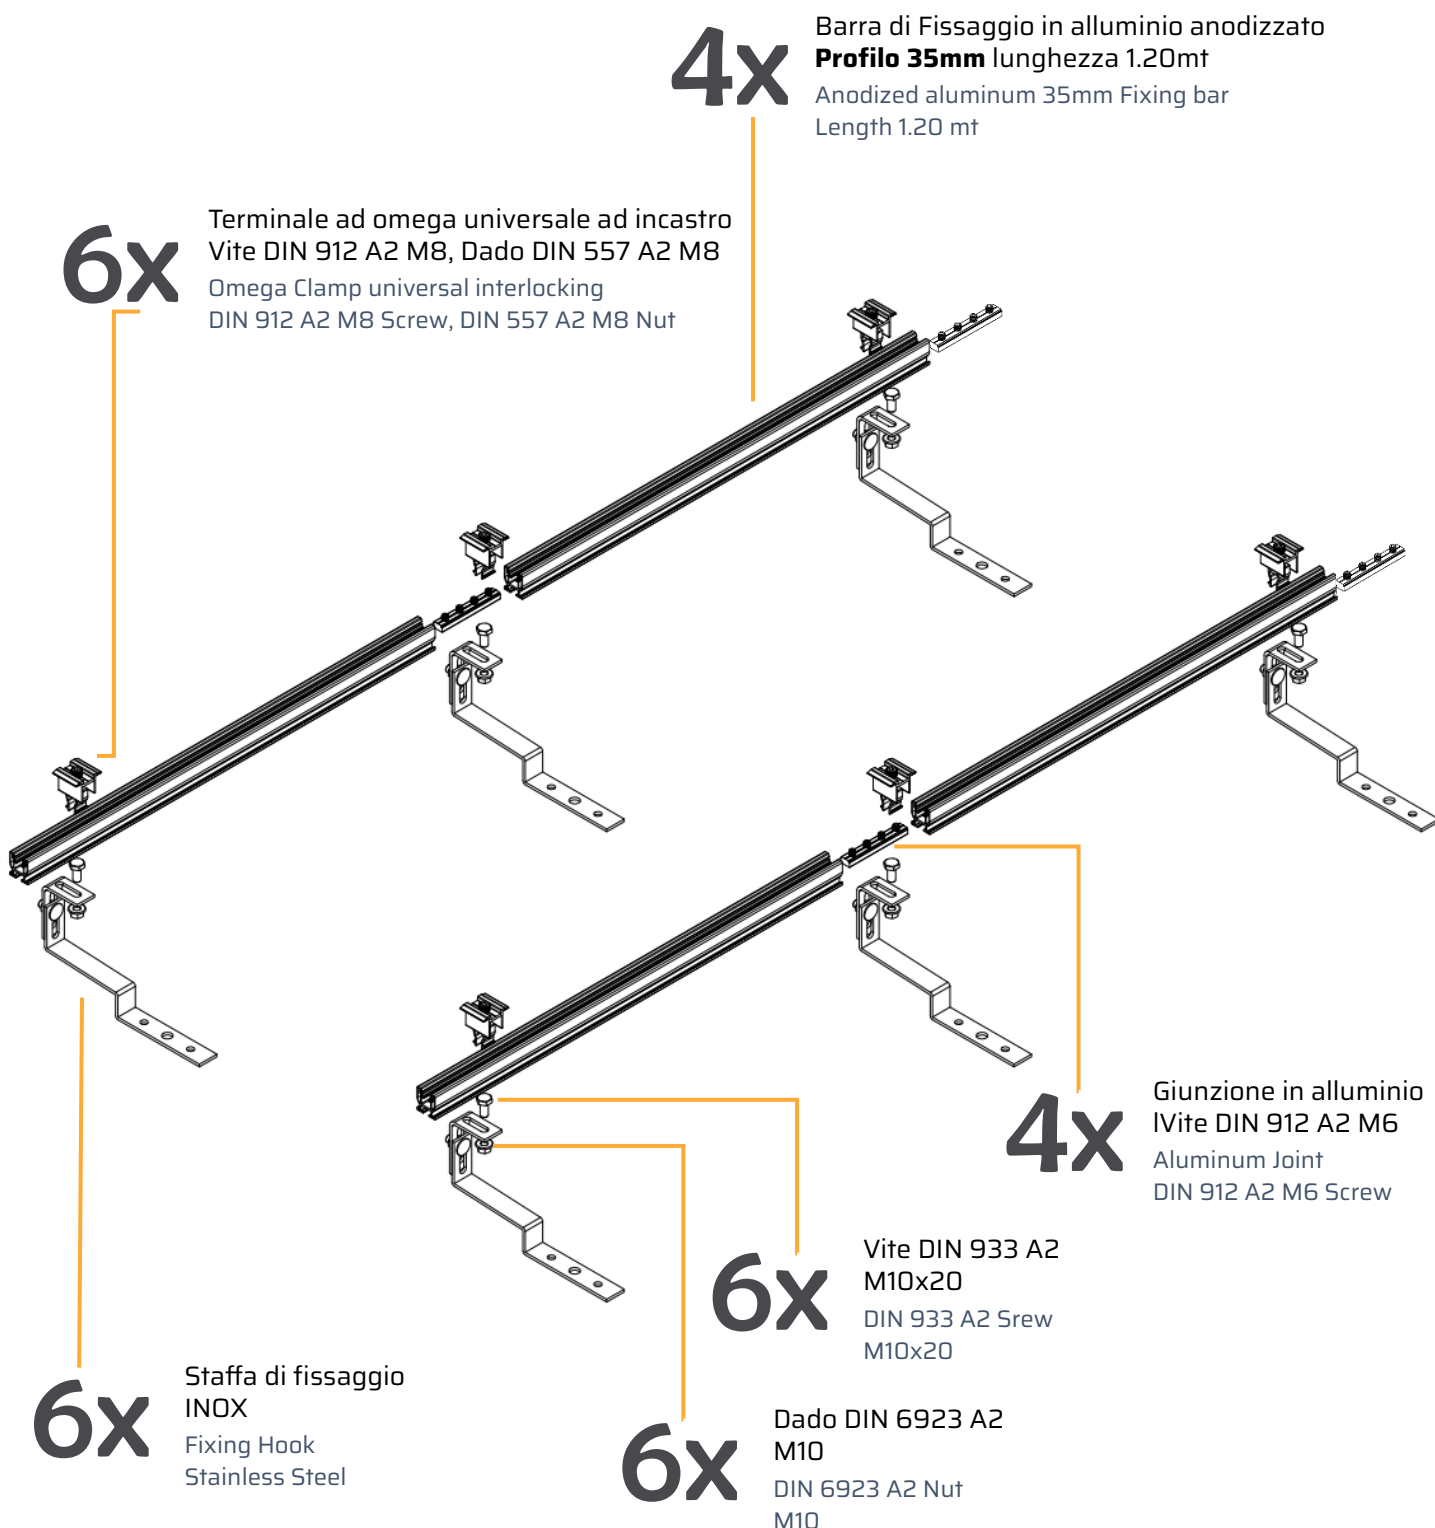 4x
Barra di Fissaggio in alluminio anodizzato
Profilo 35mm lunghezza 1.20mt
Anodized aluminum 35mm Fixing bar
Length 1.20 mt
6x
Terminale ad omega universale ad incastro
Vite DIN 912 A2 M8, Dado DIN 557 A2 M8
Omega Clamp universal interlocking
DIN 912 A2 M8 Screw, DIN 557 A2 M8 Nut
4x
Giunzione in alluminio
lVite DIN 912 A2 M6
Aluminum Joint
DIN 912 A2 M6 Screw
6x
Vite DIN 933 A2
M10x20
DIN 933 A2 Srew
M10x20
6x
Staffa di fissaggio
INOX
Fixing Hook
Stainless Steel
6x
Dado DIN 6923 A2
M10
DIN 6923 A2 Nut
M10